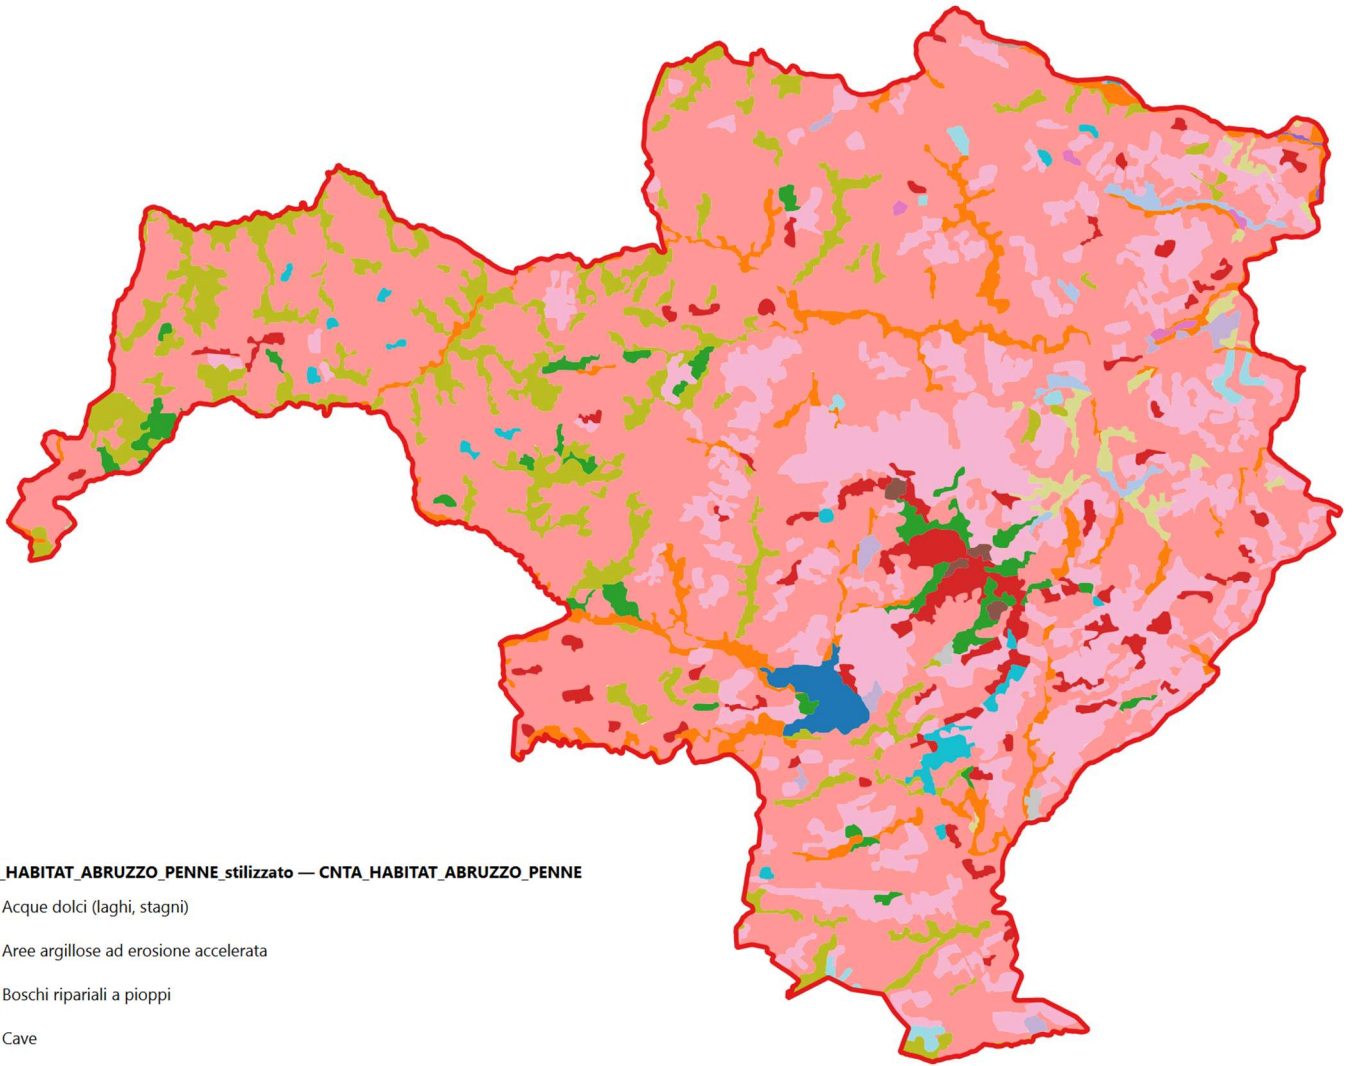 _HABITAT_ABRUZZO_PENNE_stilizzato — CNTA_HABITAT_ABRUZZO_PENNE
Acque dolci (laghi, stagni)
Aree argillose ad erosione accelerata
Boschi ripariali a pioppi
Cave